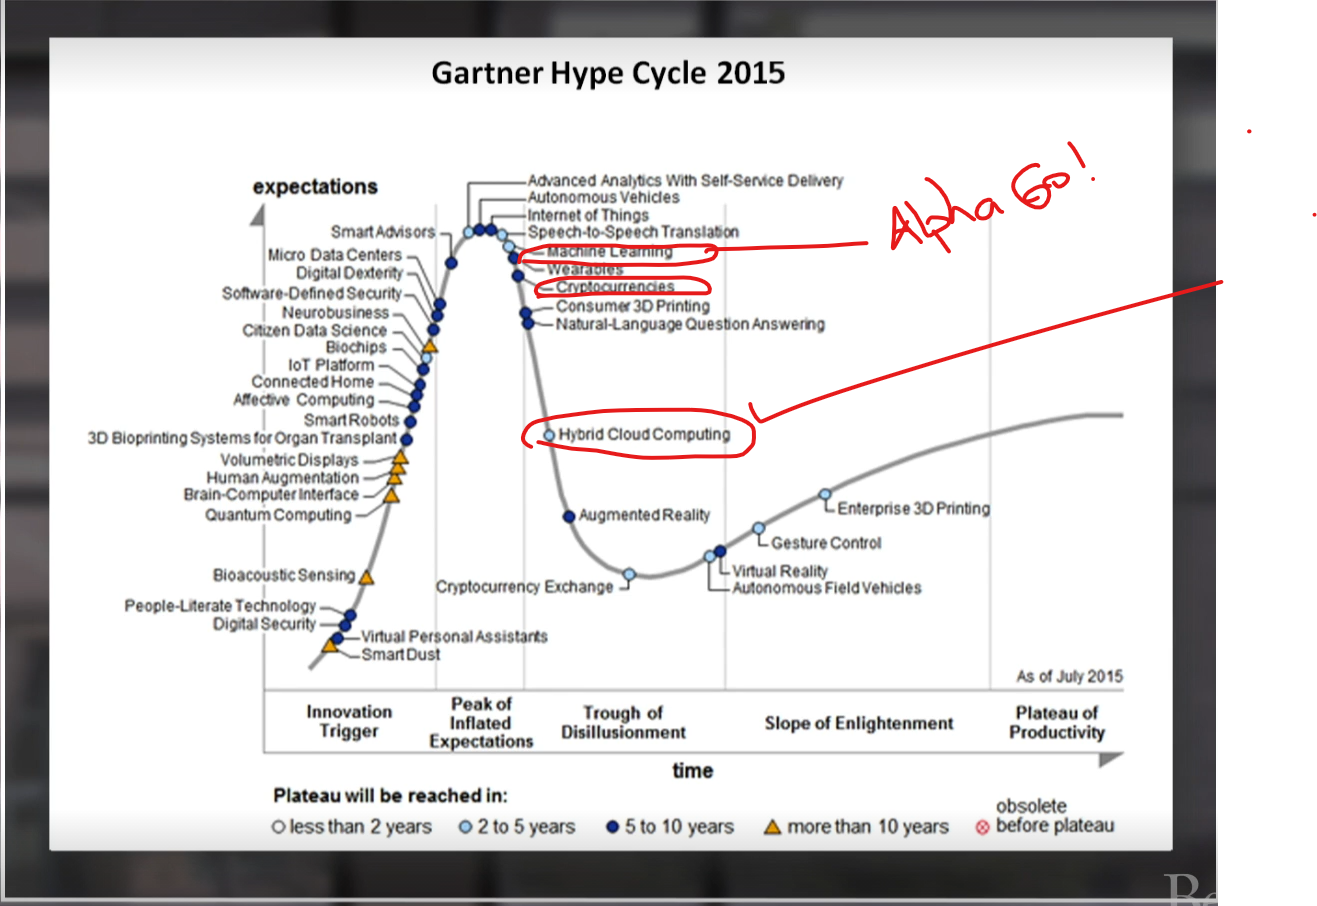 Gartner Hype Cycle 2015
expectations
Alpha Go!
Advanced Analytics With Self-Service Delivery
Autonomous Vehicles
Internet of Things
Speech-to-Speech Translation
Machine Learning
Wearables
Cryptocurrencies
Consumer 3D Printing
Natural-Language Question Answering
Smart Advisors
Micro Data Centers
Digital Dexterity
Software-Defined Security
Neurobusiness
Citizen Data Science
Biochips
IoT Platform
Connected Home
Affective Computing
Smart Robots
3D Bioprinting Systems for Organ Transplant
Volumetric Displays
Human Augmentation
Brain-Computer Interface
Quantum Computing
Bioacoustic Sensing
People-Literate Technology
Digital Security
Virtual Personal Assistants
Smart Dust
Hybrid Cloud Computing
Augmented Reality
Cryptocurrency Exchange
Enterprise 3D Printing
Gesture Control
Virtual Reality
Autonomous Field Vehicles
As of July 2015
Innovation
Trigger
Peak of
Inflated
Expectations
Trough of
Disillusionment
Slope of Enlightenment
Plateau of
Productivity
time
Plateau will be reached in:
less than 2 years
2 to 5 years
5 to 10 years
more than 10 years
obsolete
before plateau